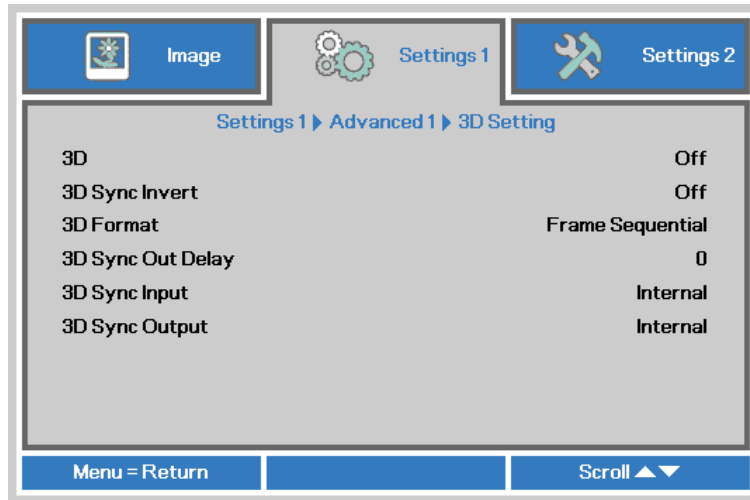 Image
Settings 1
Settings 2
Settings 1 ▶ Advanced 1 ▶ 3D Setting
3D Off
3D Sync Invert Off
3D Format Frame Sequential
3D Sync Out Delay 0
3D Sync Input Internal
3D Sync Output Internal
Menu = Return
Scroll ▲▼